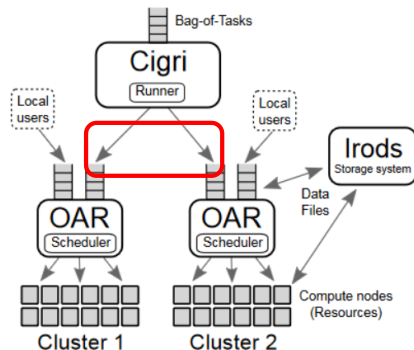 Bag-of-Tasks
Cigri
Runner
Local
users
Local
users
Irods
Storage system
Data
Files
OAR
Scheduler
OAR
Scheduler
Compute nodes
(Resources)
Cluster 1
Cluster 2